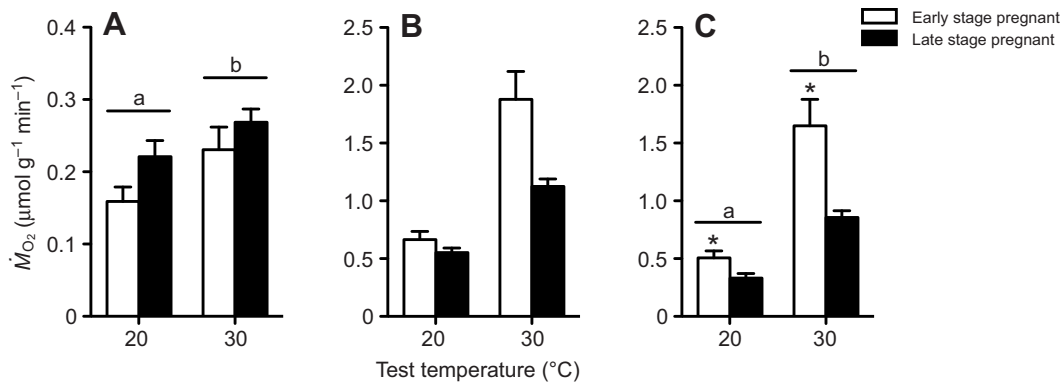 A
B
C
Early stage pregnant
Late stage pregnant
0.4
0.3
0.2
0.1
0
a
b
20
30
2.5
2.0
1.5
1.0
0.5
0
20
30
2.5
2.0
1.5
1.0
0.5
0
*
a
*
b
20
30
Ṁ_O₂ (µmol g⁻¹ min⁻¹)
Test temperature (°C)